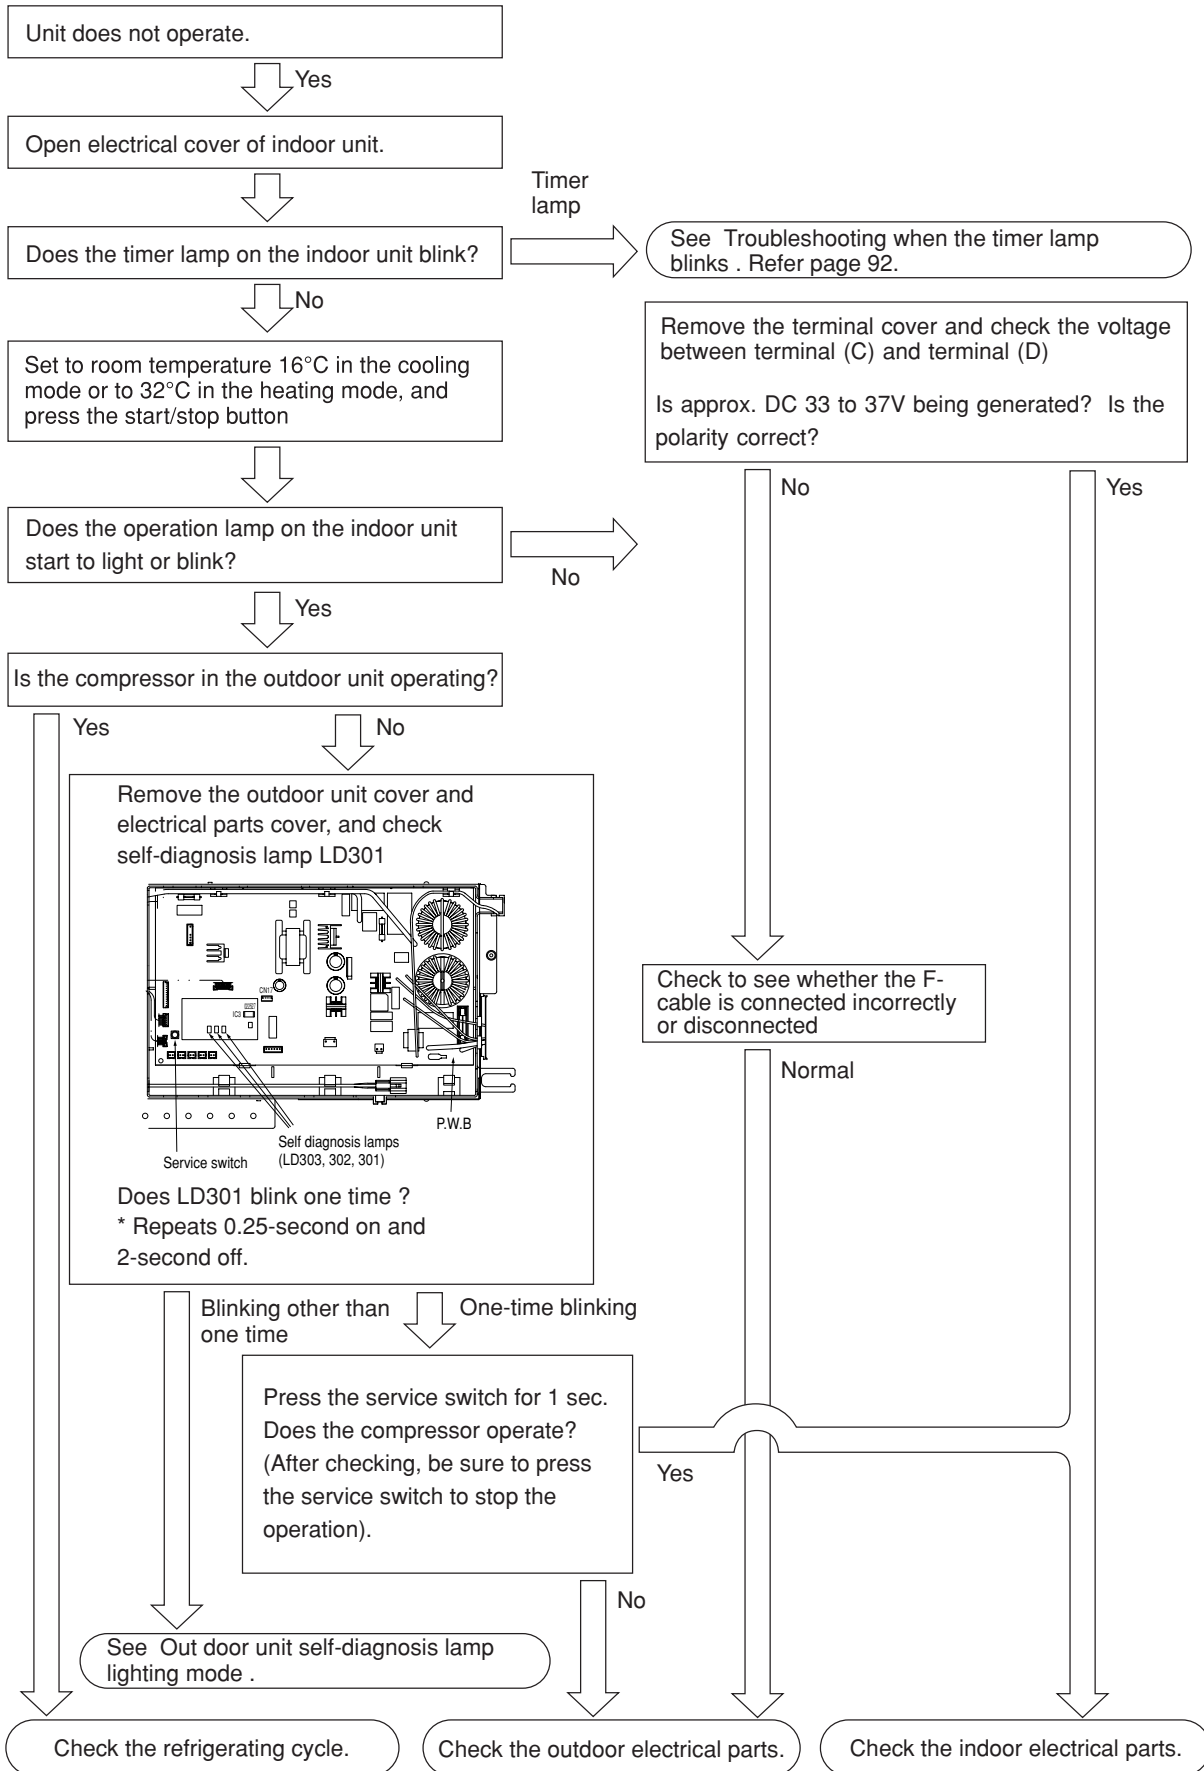 Unit does not operate.
Yes
Open electrical cover of indoor unit.
Timer
lamp
Does the timer lamp on the indoor unit blink?
See Troubleshooting when the timer lamp
blinks . Refer page 92.
No
Set to room temperature 16°C in the cooling
mode or to 32°C in the heating mode, and
press the start/stop button
Remove the terminal cover and check the voltage
between terminal (C) and terminal (D)
Is approx. DC 33 to 37V being generated? Is the
polarity correct?
No
Yes
Does the operation lamp on the indoor unit
start to light or blink?
No
Yes
Is the compressor in the outdoor unit operating?
Yes
No
Remove the outdoor unit cover and
electrical parts cover, and check
self-diagnosis lamp LD301
CN17
IC3
P.W.B
Self diagnosis lamps
(LD303, 302, 301)
Service switch
Does LD301 blink one time ?
* Repeats 0.25-second on and
2-second off.
Check to see whether the F-
cable is connected incorrectly
or disconnected
Normal
Blinking other than
one time
One-time blinking
Press the service switch for 1 sec.
Does the compressor operate?
(After checking, be sure to press
the service switch to stop the
operation).
Yes
No
See Out door unit self-diagnosis lamp
lighting mode .
Check the refrigerating cycle.
Check the outdoor electrical parts.
Check the indoor electrical parts.